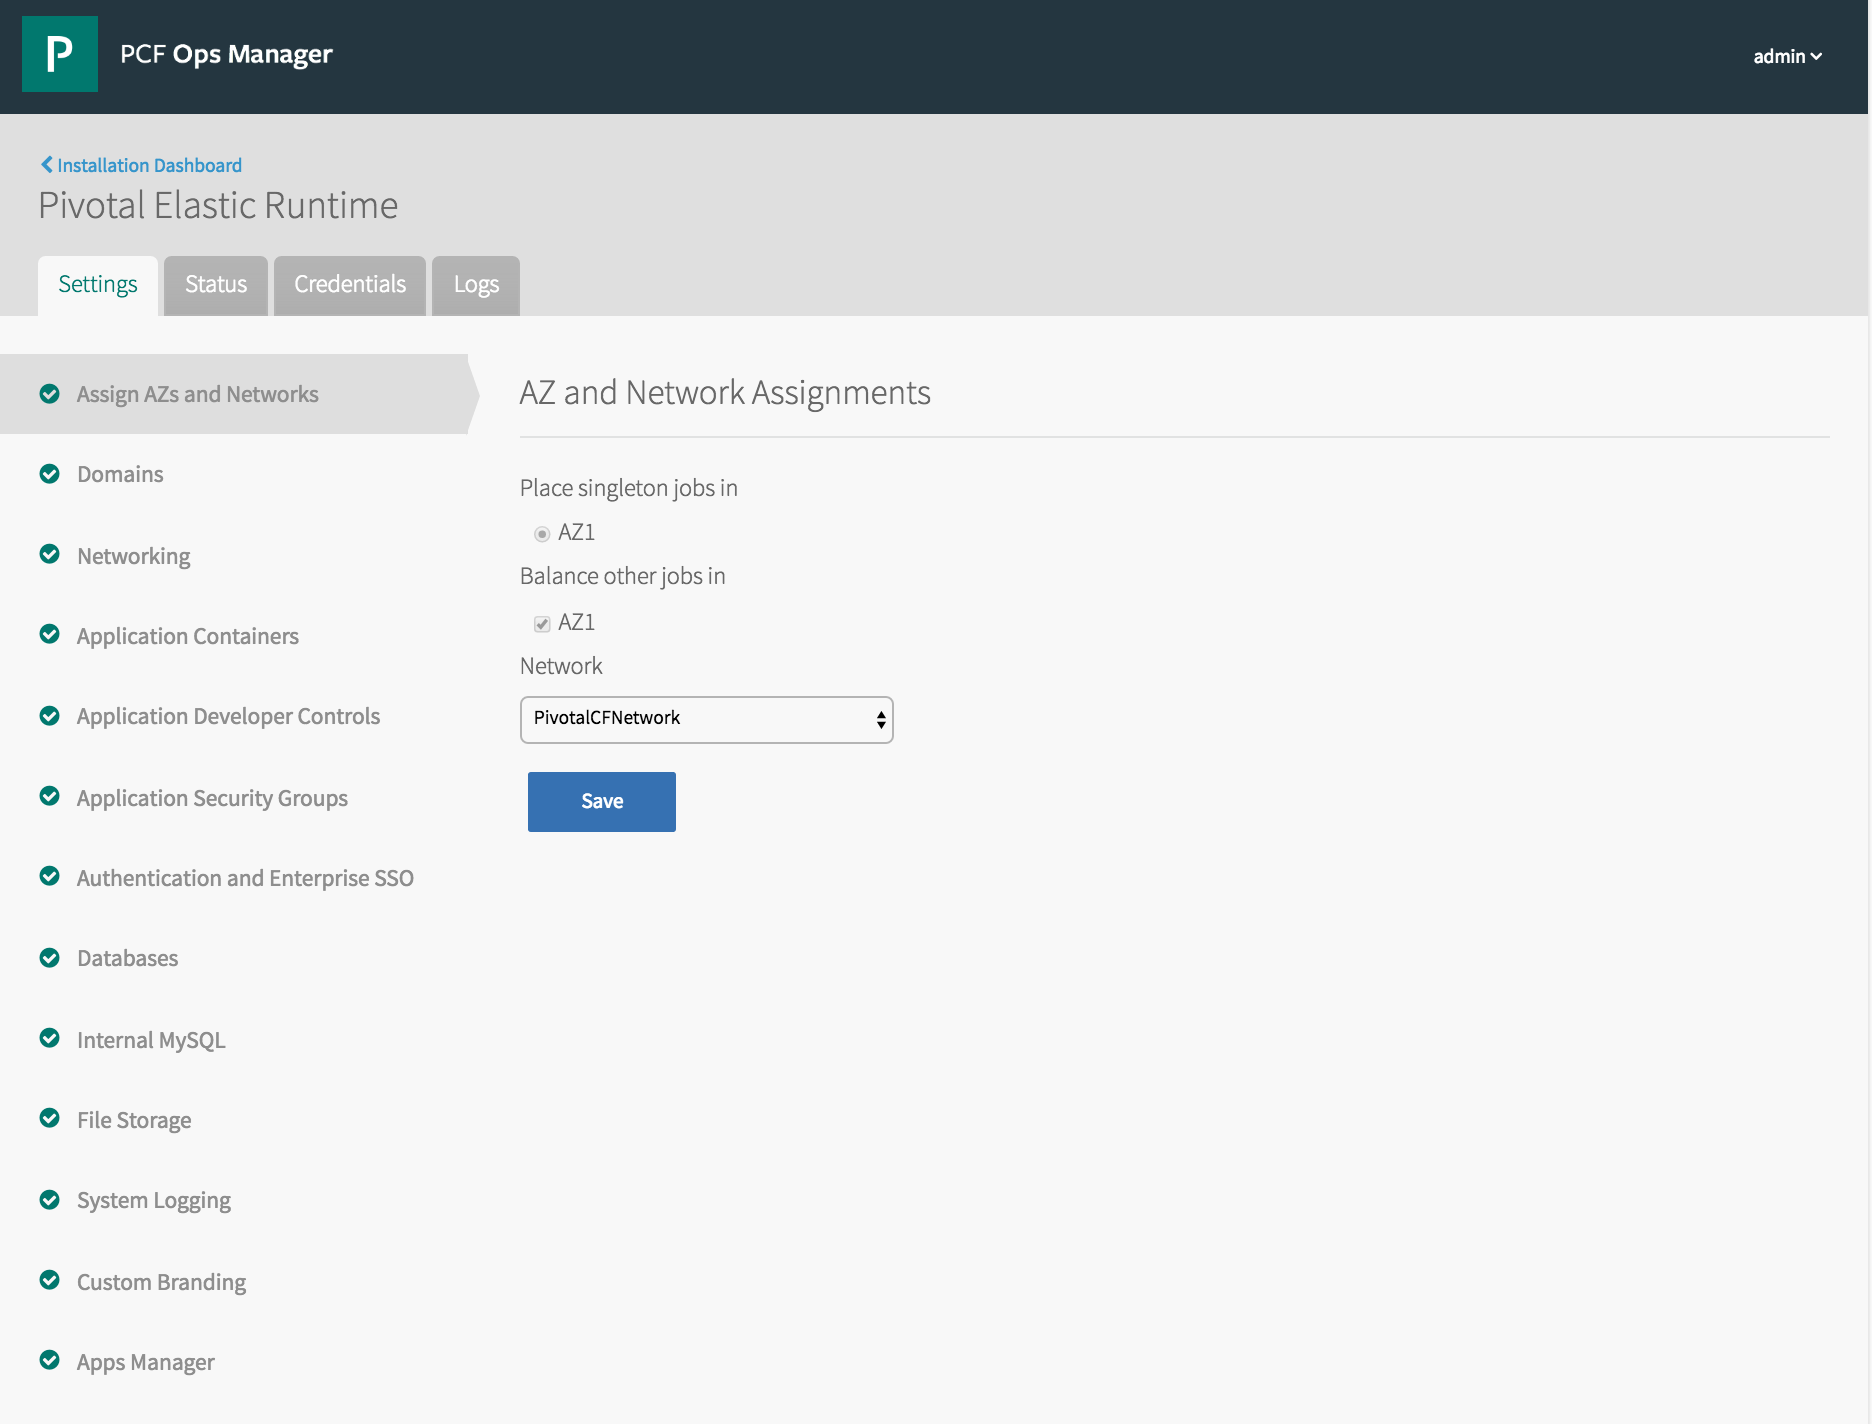 P
PCF Ops Manager
admin
Installation Dashboard
Pivotal Elastic Runtime
Settings
Status
Credentials
Logs
Assign AZs and Networks
Domains
Networking
Application Containers
Application Developer Controls
Application Security Groups
Authentication and Enterprise SSO
Databases
Internal MySQL
File Storage
System Logging
Custom Branding
Apps Manager
AZ and Network Assignments
Place singleton jobs in
AZ1
Balance other jobs in
AZ1
Network
PivotalCFNetwork
Save